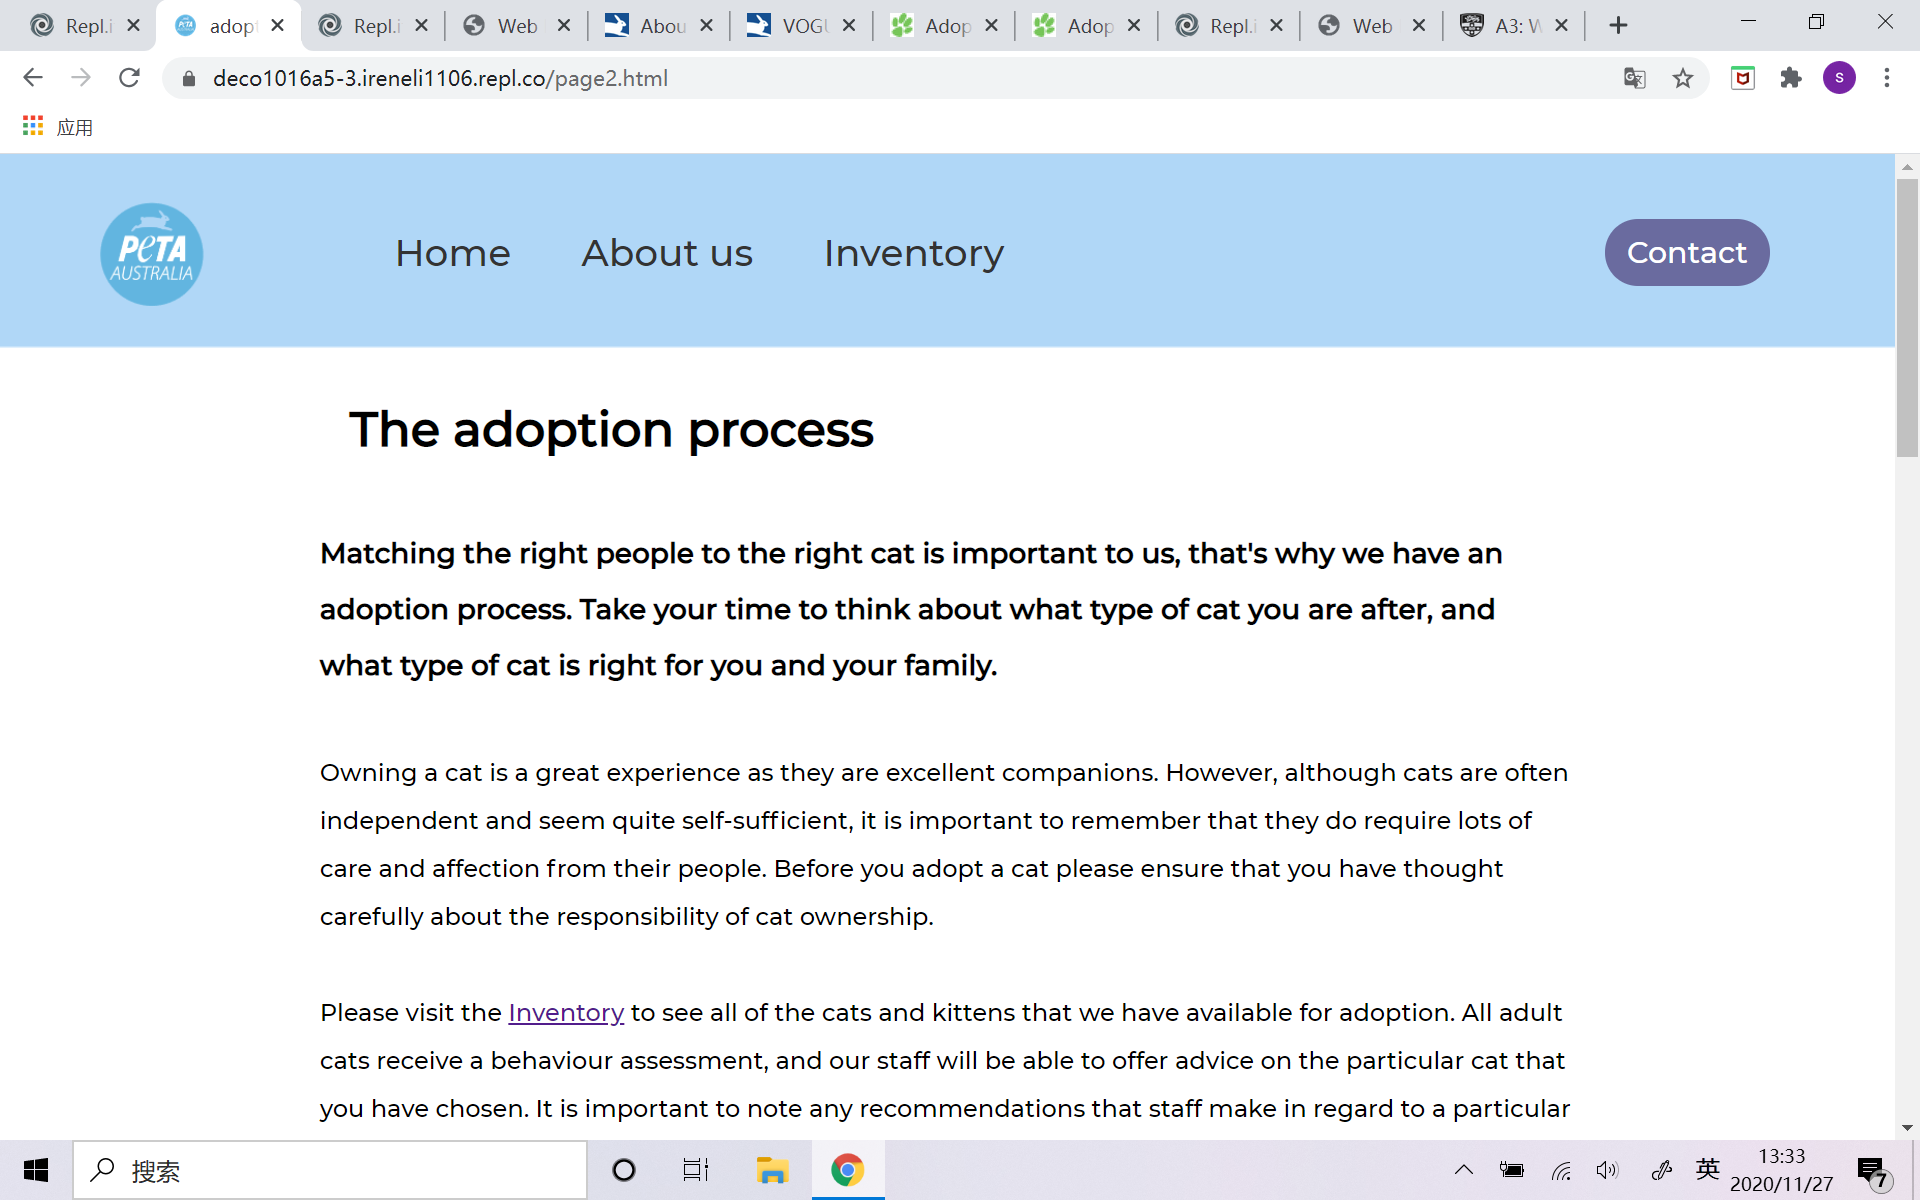 Repl.i
adopt
Repl.i
Web
Abou
VOGU
Adop
Adop
Repl.i
Web
A3: W
deco1016a5-3.ireneli1106.repl.co/page2.html
S
应用
PeTA
AUSTRALIA
Home About us Inventory Contact
The adoption process
Matching the right people to the right cat is important to us, that's why we have an
adoption process. Take your time to think about what type of cat you are after, and
what type of cat is right for you and your family.
Owning a cat is a great experience as they are excellent companions. However, although cats are often
independent and seem quite self-sufficient, it is important to remember that they do require lots of
care and affection from their people. Before you adopt a cat please ensure that you have thought
carefully about the responsibility of cat ownership.
Please visit the Inventory to see all of the cats and kittens that we have available for adoption. All adult
cats receive a behaviour assessment, and our staff will be able to offer advice on the particular cat that
you have chosen. It is important to note any recommendations that staff make in regard to a particular
搜索
英
13:33
2020/11/27
7